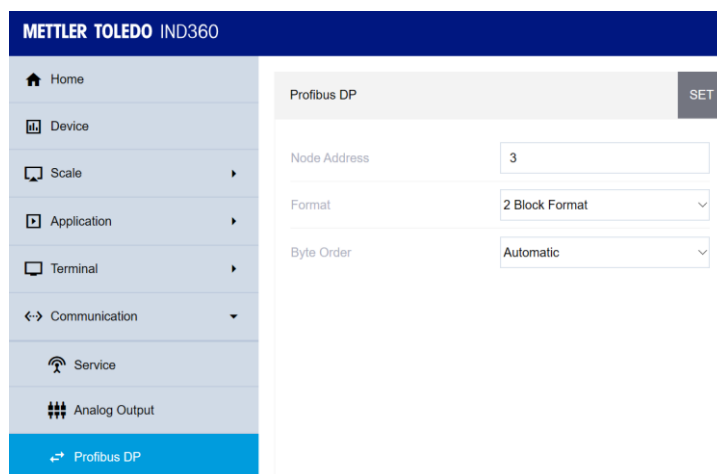 METTLER TOLEDO IND360
Home
Device
Scale
Application
Terminal
Communication
Service
Analog Output
Profibus DP
Profibus DP
SET
Node Address
3
Format
2 Block Format
Byte Order
Automatic